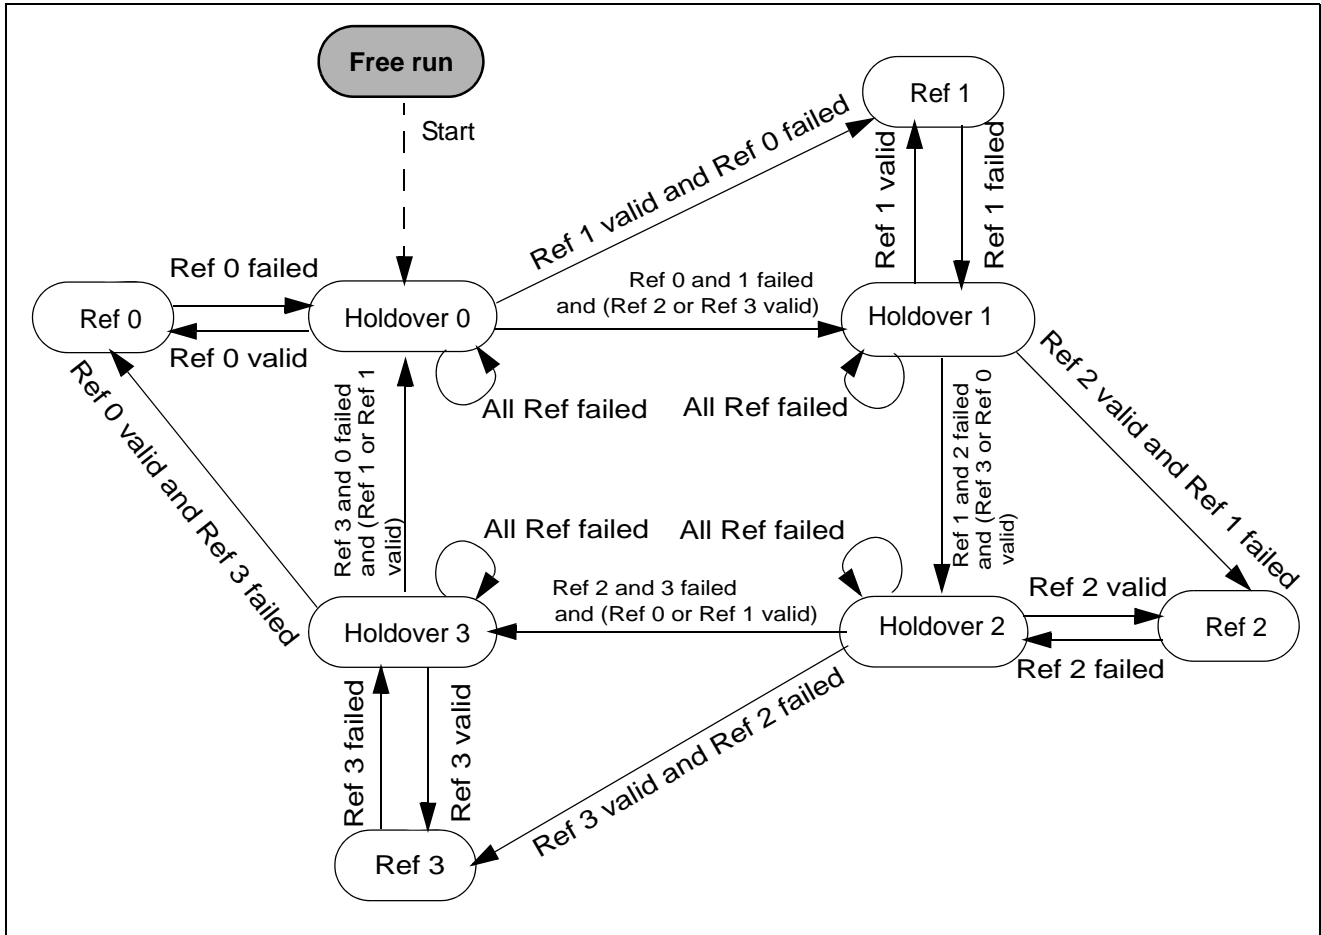 Free run
Start
Ref 1
Ref 1 valid and Ref 0 failed
Ref 1 valid
Ref 1 failed
Ref 0 failed
Ref 0 and 1 failed
and (Ref 2 or Ref 3 valid)
Ref 0
Holdover 0
Holdover 1
Ref 0 valid
All Ref failed
All Ref failed
Ref 2 valid and Ref 1 failed
Ref 0 valid and Ref 3 failed
Ref 3 and 0 failed
and (Ref 1 or Ref 1
valid)
Ref 1 and 2 failed
and (Ref 3 or Ref 0
valid)
All Ref failed
All Ref failed
Ref 2 and 3 failed
and (Ref 0 or Ref 1 valid)
Ref 2 valid
Holdover 3
Holdover 2
Ref 2
Ref 2 failed
Ref 3 failed
Ref 3 valid
Ref 3 valid and Ref 2 failed
Ref 3